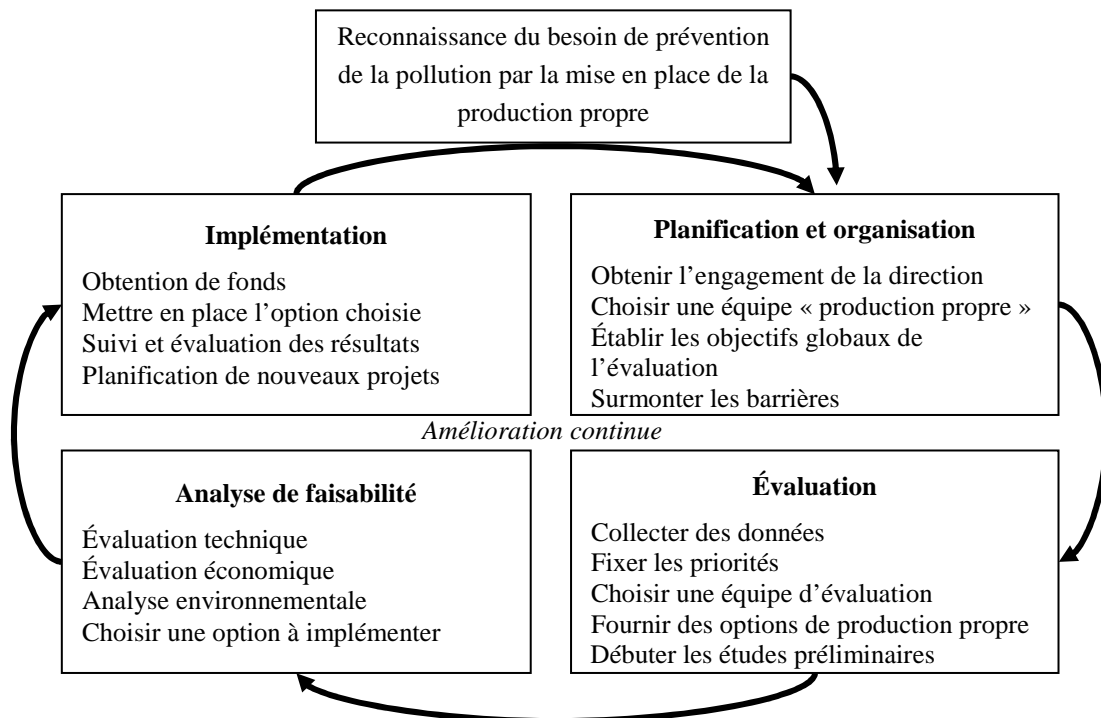 Reconnaissance du besoin de prévention
de la pollution par la mise en place de la
production propre
Implémentation
Obtention de fonds
Mettre en place l’option choisie
Suivi et évaluation des résultats
Planification de nouveaux projets
Planification et organisation
Obtenir l’engagement de la direction
Choisir une équipe « production propre »
Établir les objectifs globaux de
l’évaluation
Surmonter les barrières
Amélioration continue
Analyse de faisabilité
Évaluation technique
Évaluation économique
Analyse environnementale
Choisir une option à implémenter
Évaluation
Collecter des données
Fixer les priorités
Choisir une équipe d’évaluation
Fournir des options de production propre
Débuter les études préliminaires